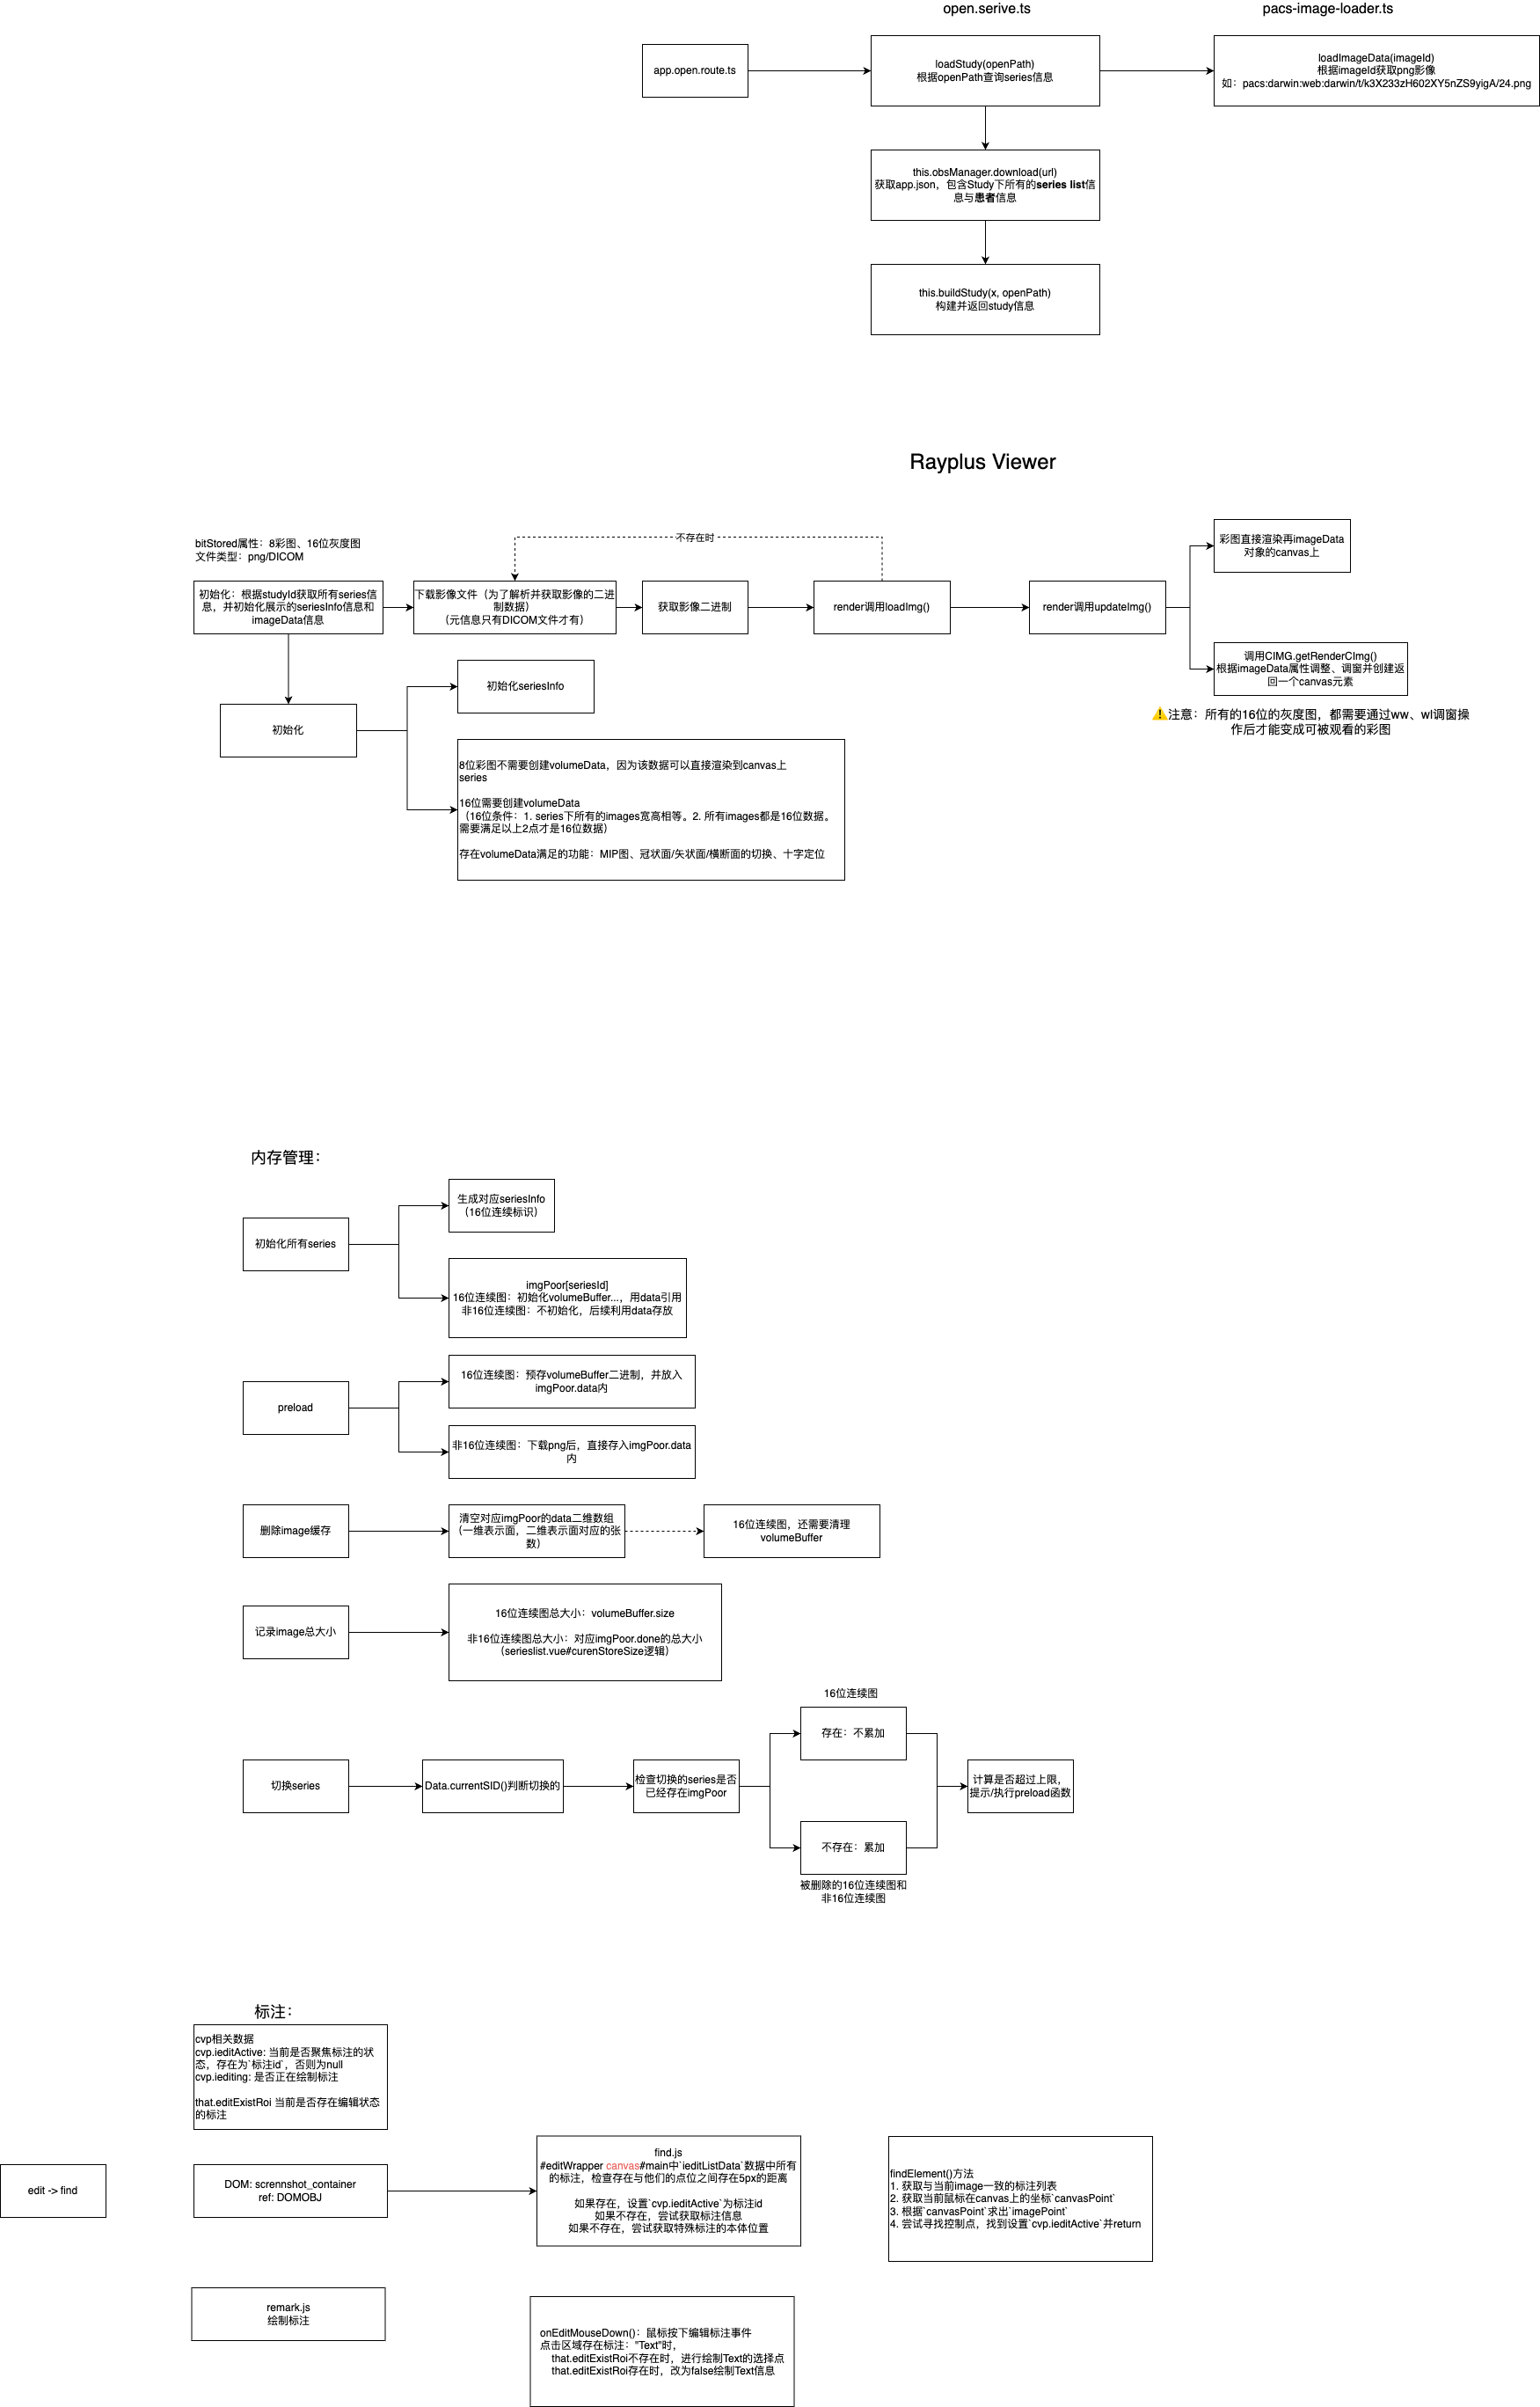 open.serive.ts
pacs-image-loader.ts
app.open.route.ts
loadStudy(openPath)
根据openPath查询series信息
loadImageData(imageId)
根据imageId获取png影像
如：pacs:darwin:web:darwin/t/k3X233zH602XY5nZS9yigA/24.png
this.obsManager.download(url)
获取app.json，包含Study下所有的series list信
息与患者信息
this.buildStudy(x, openPath)
构建并返回study信息
Rayplus Viewer
bitStored属性：8彩图、16位灰度图
文件类型：png/DICOM
不存在时
初始化：根据studyId获取所有series信
息，并初始化展示的seriesInfo信息和
imageData信息
下载影像文件（为了解析并获取影像的二进
制数据）
（元信息只有DICOM文件才有）
获取影像二进制
render调用loadImg()
render调用updateImg()
彩图直接渲染再imageData
对象的canvas上
调用CIMG.getRenderCImg()
根据imageData属性调整、调窗并创建返
回一个canvas元素
⚠️注意：所有的16位的灰度图，都需要通过ww、wl调窗操
作后才能变成可被观看的彩图
初始化
初始化seriesInfo
8位彩图不需要创建volumeData，因为该数据可以直接渲染到canvas上
series
16位需要创建volumeData
（16位条件：1. series下所有的images宽高相等。2. 所有images都是16位数据。
需要满足以上2点才是16位数据）
存在volumeData满足的功能：MIP图、冠状面/矢状面/横断面的切换、十字定位
内存管理：
初始化所有series
生成对应seriesInfo
（16位连续标识）
imgPoor[seriesId]
16位连续图：初始化volumeBuffer...，用data引用
非16位连续图：不初始化，后续利用data存放
preload
16位连续图：预存volumeBuffer二进制，并放入
imgPoor.data内
非16位连续图：下载png后，直接存入imgPoor.data
内
删除image缓存
清空对应imgPoor的data二维数组
（一维表示面，二维表示面对应的张
数）
16位连续图，还需要清理
volumeBuffer
记录image总大小
16位连续图总大小：volumeBuffer.size
非16位连续图总大小：对应imgPoor.done的总大小
（serieslist.vue#curenStoreSize逻辑）
切换series
Data.currentSID()判断切换的
检查切换的series是否
已经存在imgPoor
16位连续图
存在：不累加
不存在：累加
被删除的16位连续图和
非16位连续图
计算是否超过上限，
提示/执行preload函数
标注：
cvp相关数据
cvp.ieditActive: 当前是否聚焦标注的状
态，存在为`标注id`，否则为null
cvp.iediting: 是否正在绘制标注
that.editExistRoi 当前是否存在编辑状态
的标注
edit -> find
DOM: scrennshot_container
ref: DOMOBJ
find.js
#editWrapper canvas#main中`ieditListData`数据中所有
的标注，检查存在与他们的点位之间存在5px的距离
如果存在，设置`cvp.ieditActive`为标注id
如果不存在，尝试获取标注信息
如果不存在，尝试获取特殊标注的本体位置
findElement()方法
1. 获取与当前image一致的标注列表
2. 获取当前鼠标在canvas上的坐标`canvasPoint`
3. 根据`canvasPoint`求出`imagePoint`
4. 尝试寻找控制点，找到设置`cvp.ieditActive`并return
remark.js
绘制标注
onEditMouseDown()：鼠标按下编辑标注事件
点击区域存在标注："Text"时，
that.editExistRoi不存在时，进行绘制Text的选择点
that.editExistRoi存在时，改为false绘制Text信息